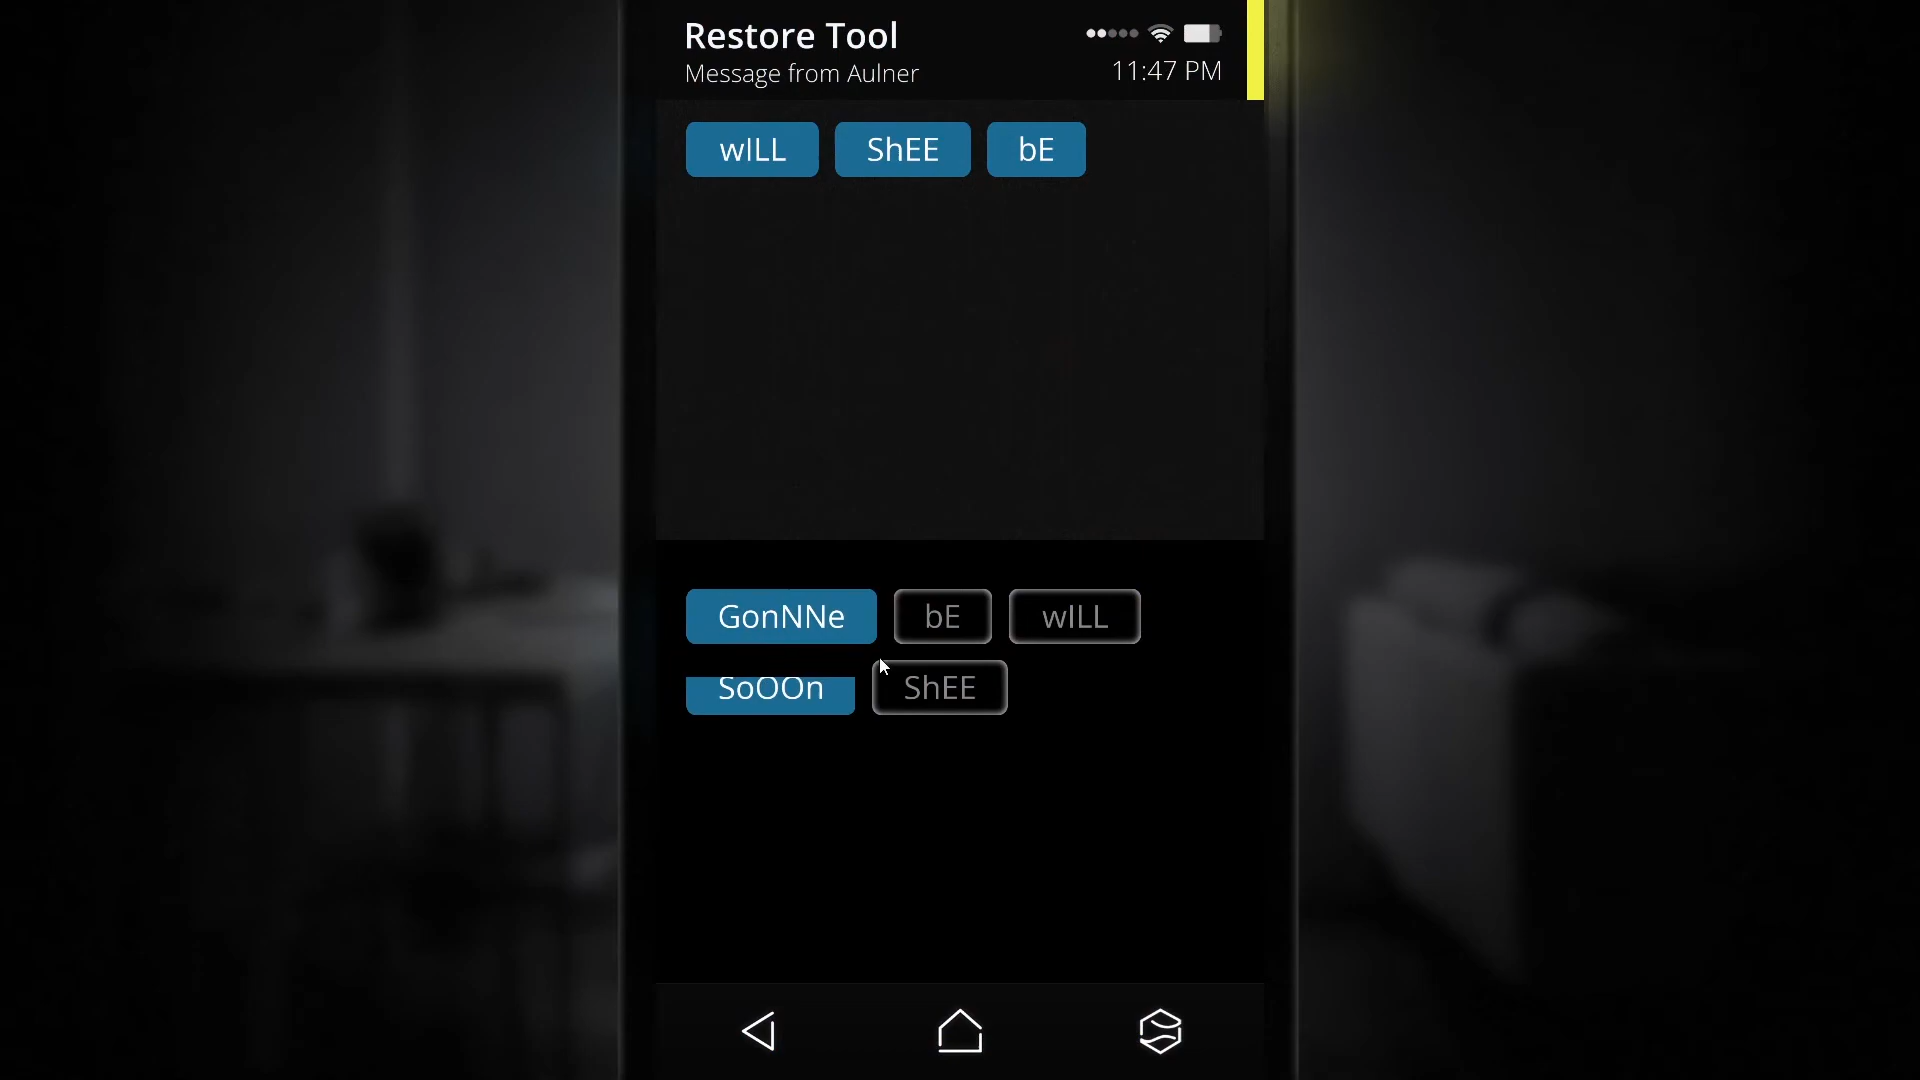 Restore Tool
Message from Aulner
11:47 PM
wILL ShEE bE
GonNNe bE wILL
SoOOn ShEE